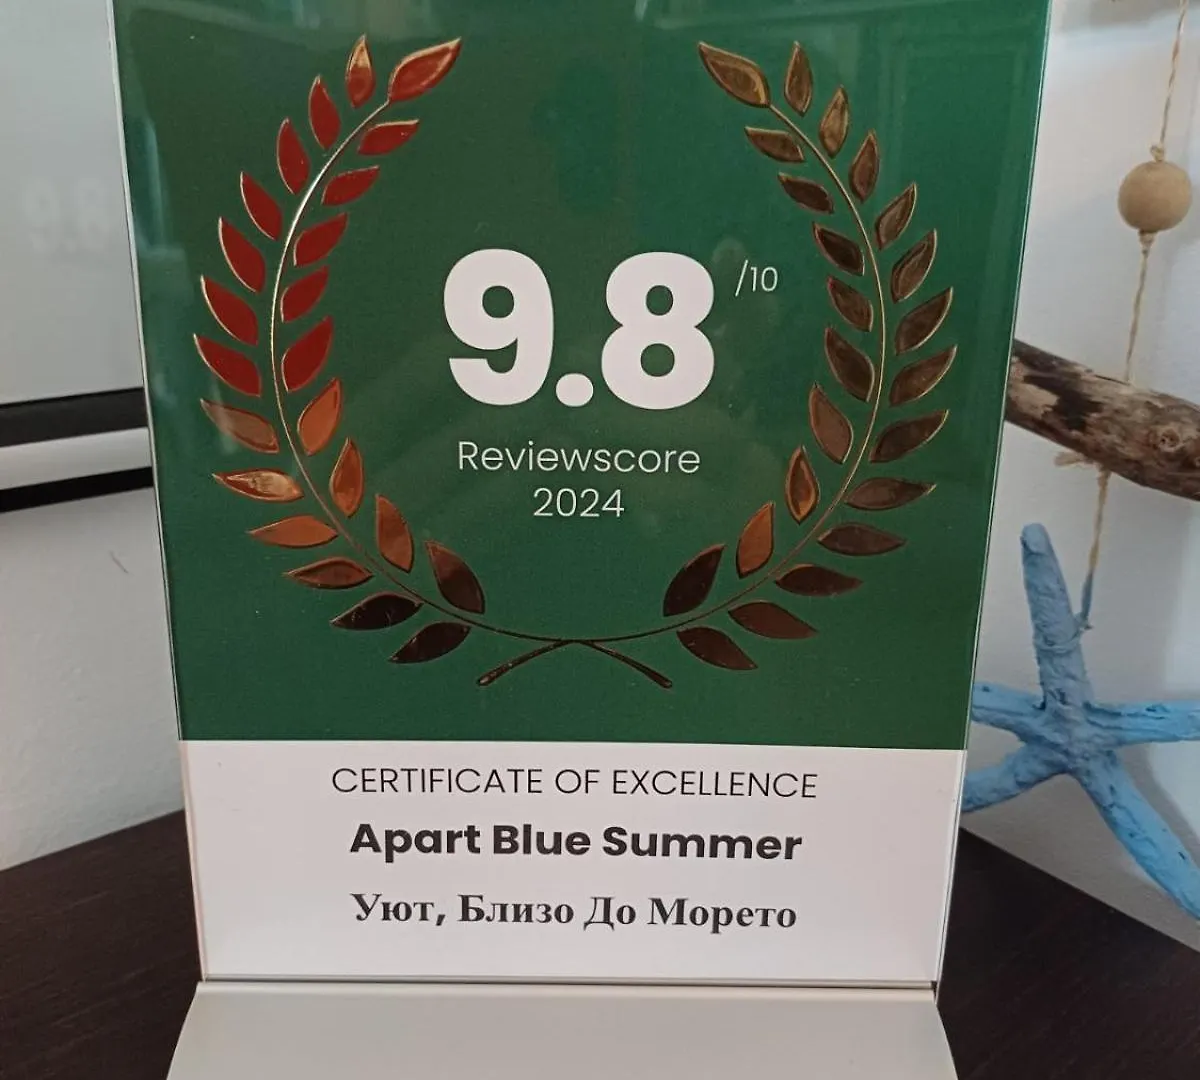 9.8 /10
Reviewscore
2024
CERTIFICATE OF EXCELLENCE
Apart Blue Summer
Уют, Близо До Морето